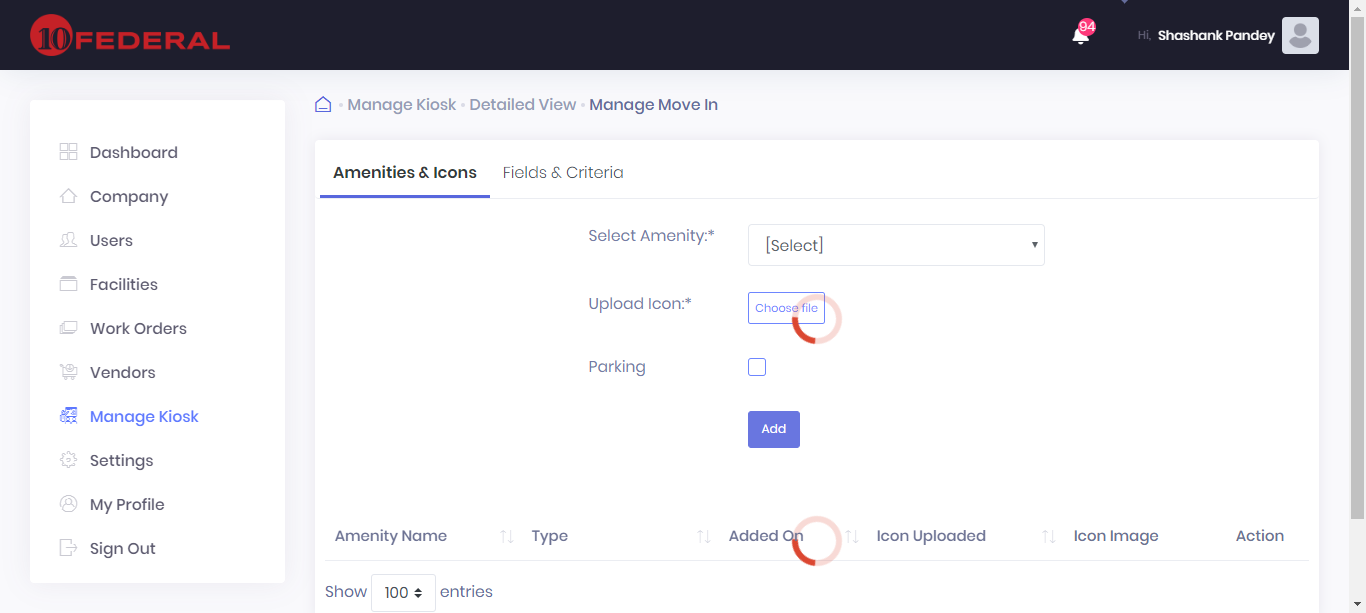 10 FEDERAL
94
Hi, Shashank Pandey
Manage Kiosk • Detailed View • Manage Move In
Dashboard
Company
Users
Facilities
Work Orders
Vendors
Manage Kiosk
Settings
My Profile
Sign Out
Amenities & Icons Fields & Criteria
Select Amenity:* [Select]
Upload Icon:* Choose file
Parking
Add
Amenity Name Type Added On Icon Uploaded Icon Image Action
Show 100 entries